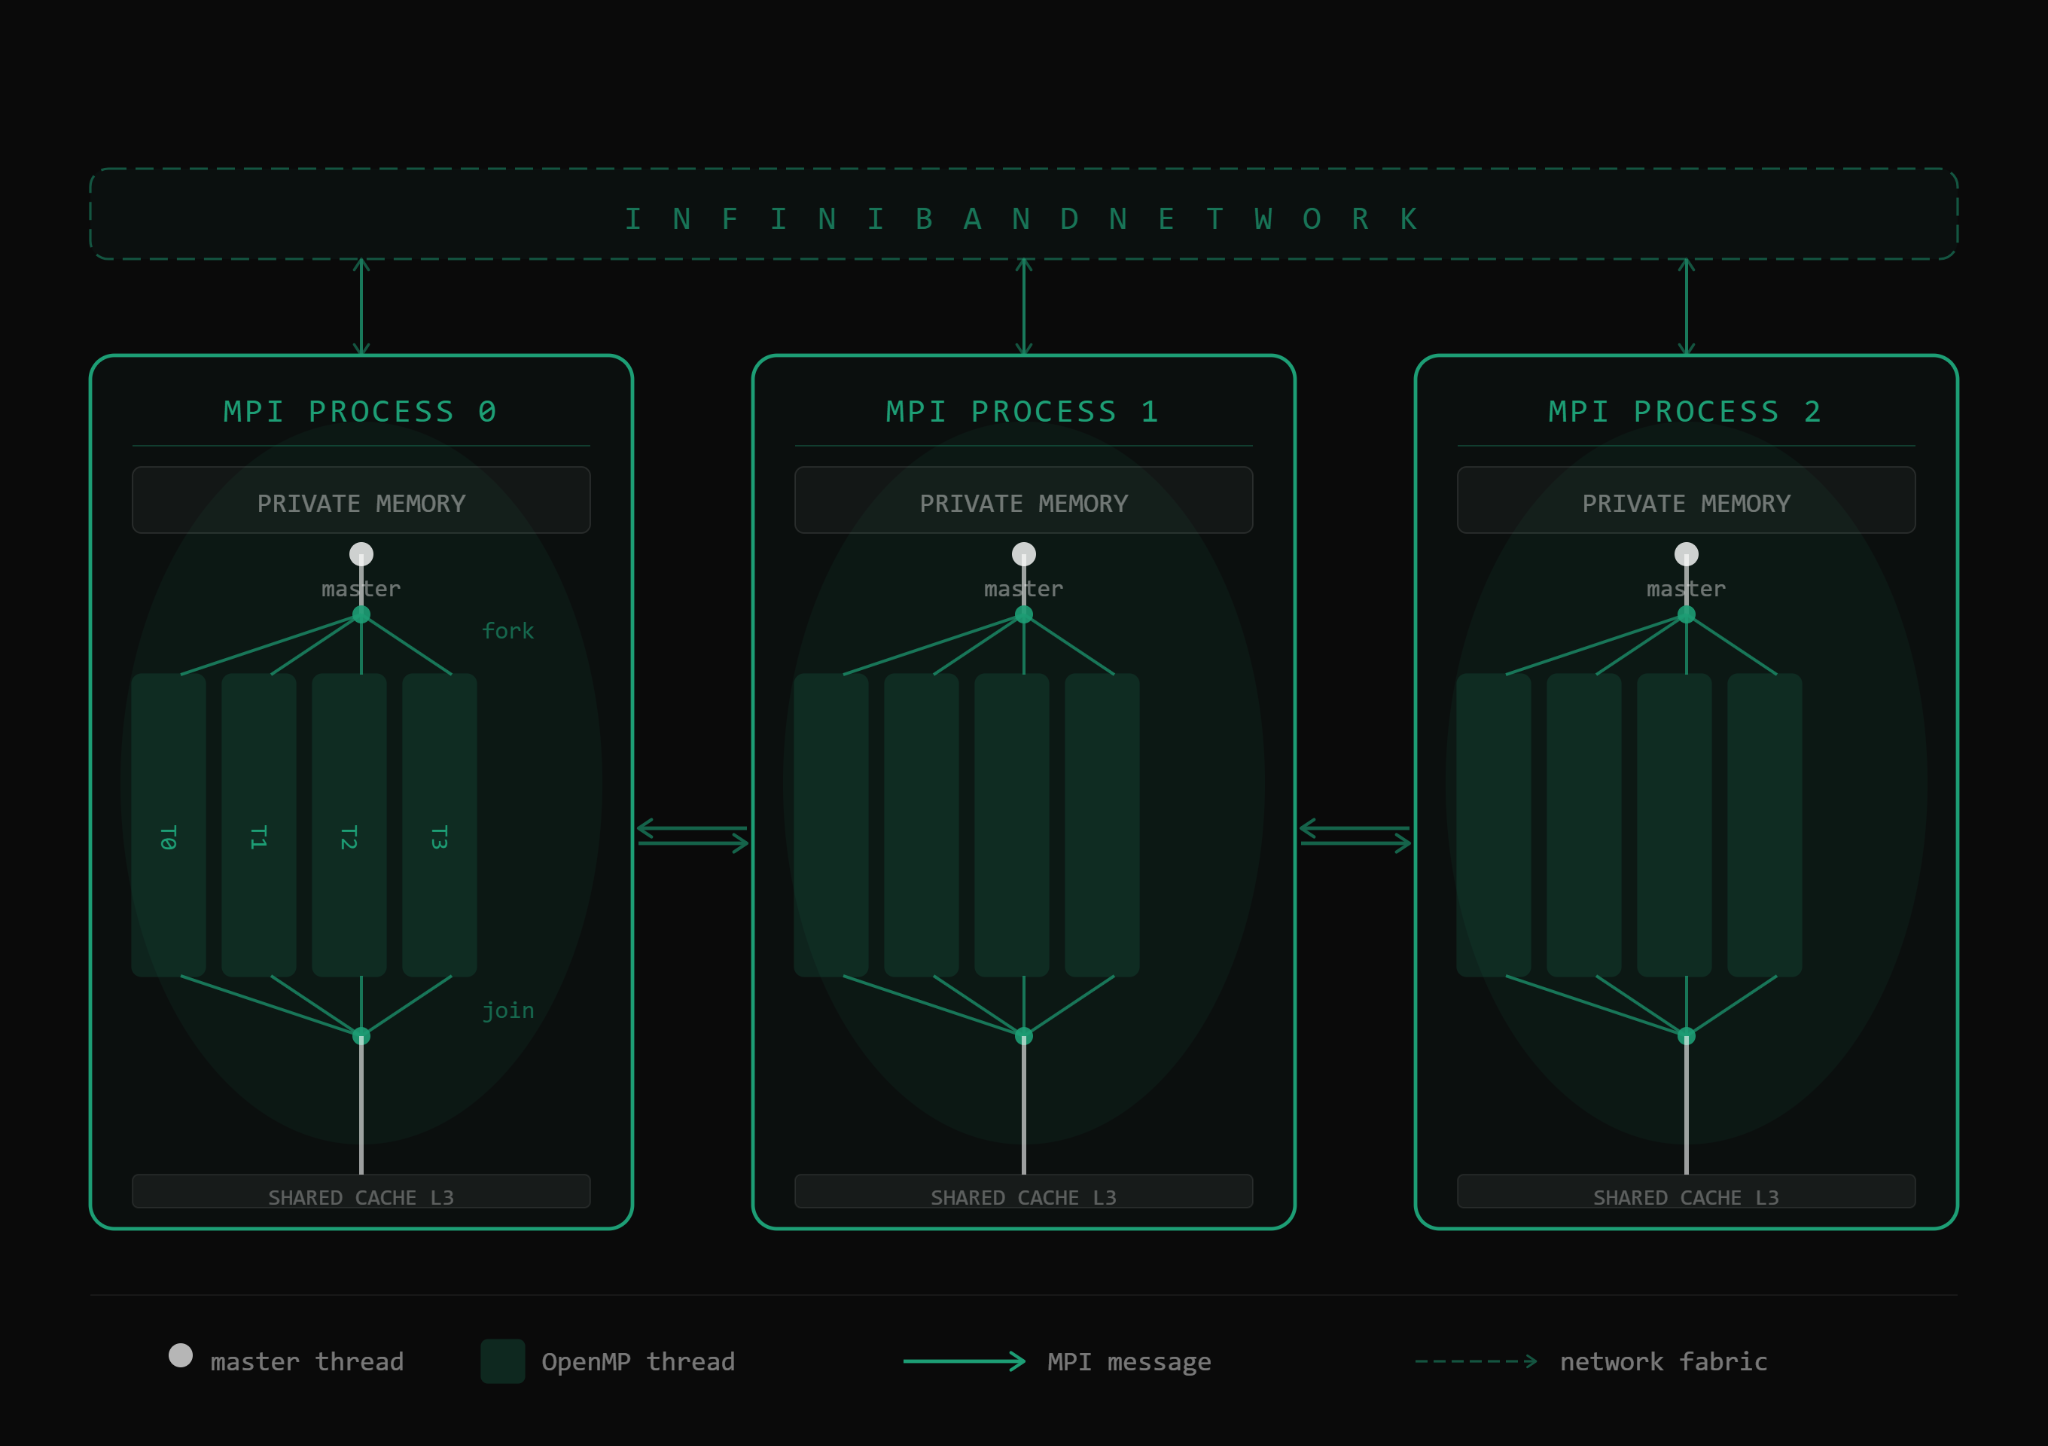 INFINIBANDNETWORK
MPI PROCESS 0
MPI PROCESS 1
MPI PROCESS 2
PRIVATE MEMORY
PRIVATE MEMORY
PRIVATE MEMORY
master
master
master
fork
T0
T1
T2
T3
join
SHARED CACHE L3
SHARED CACHE L3
SHARED CACHE L3
master thread
OpenMP thread
MPI message
network fabric